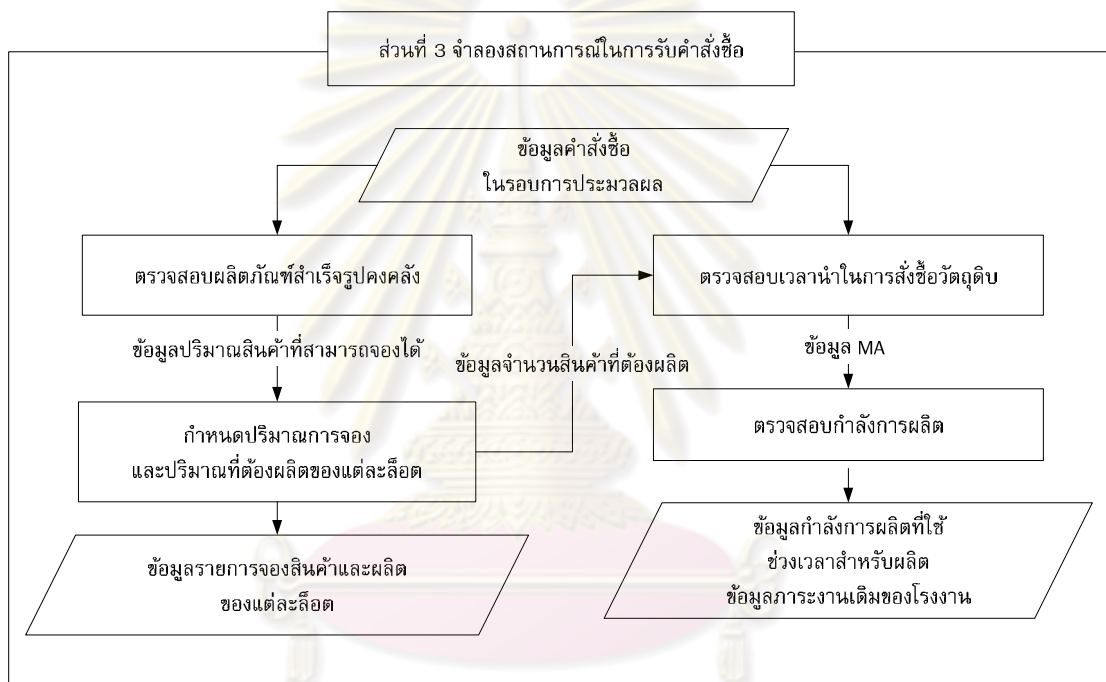 ส่วนที่ 3 จำลองสถานการณ์ในการรับคำสั่งซื้อ
ข้อมูลคำสั่งซื้อ
ในรอบการประมวลผล
ตรวจสอบผลิตภัณฑ์สำเร็จรูปคงคลัง
ตรวจสอบเวลานำในการสั่งซื้อวัตถุดิบ
ข้อมูลปริมาณสินค้าที่สามารถจองได้
ข้อมูลจำนวนสินค้าที่ต้องผลิต
ข้อมูล MA
กำหนดปริมาณการจอง
และปริมาณที่ต้องผลิตของแต่ละล็อต
ตรวจสอบกำลังการผลิต
ข้อมูลรายการจองสินค้าและผลิต
ของแต่ละล็อต
ข้อมูลกำลังการผลิตที่ใช้
ช่วงเวลาสำหรับผลิต
ข้อมูลภาระงานเดิมของโรงงาน